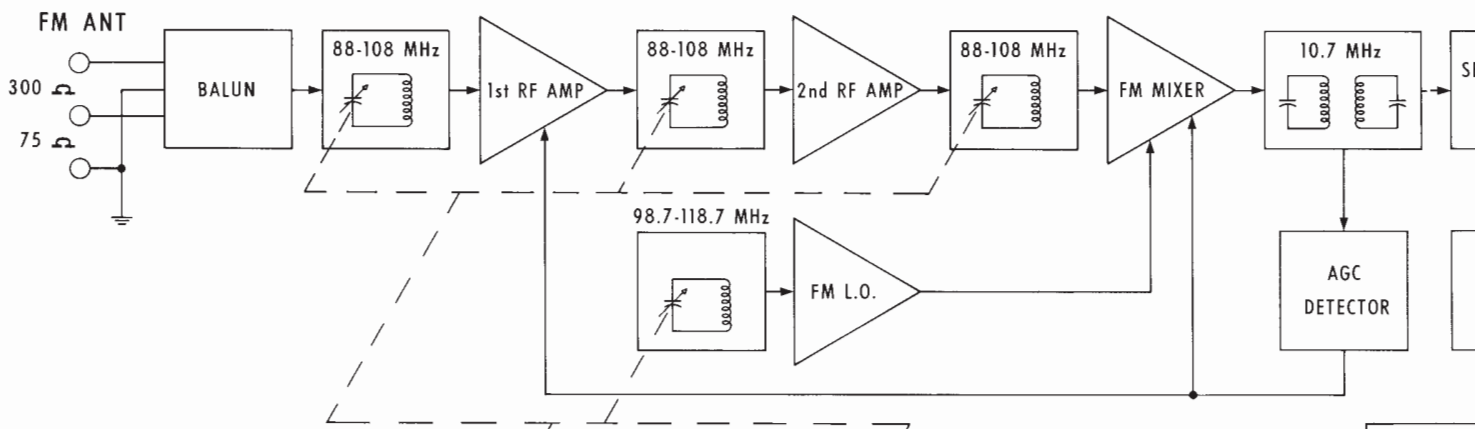 FM ANT
300
75
BALUN
88-108 MHz
1st RF AMP
88-108 MHz
2nd RF AMP
88-108 MHz
FM MIXER
10.7 MHz
98.7-118.7 MHz
FM L.O.
AGC
DETECTOR